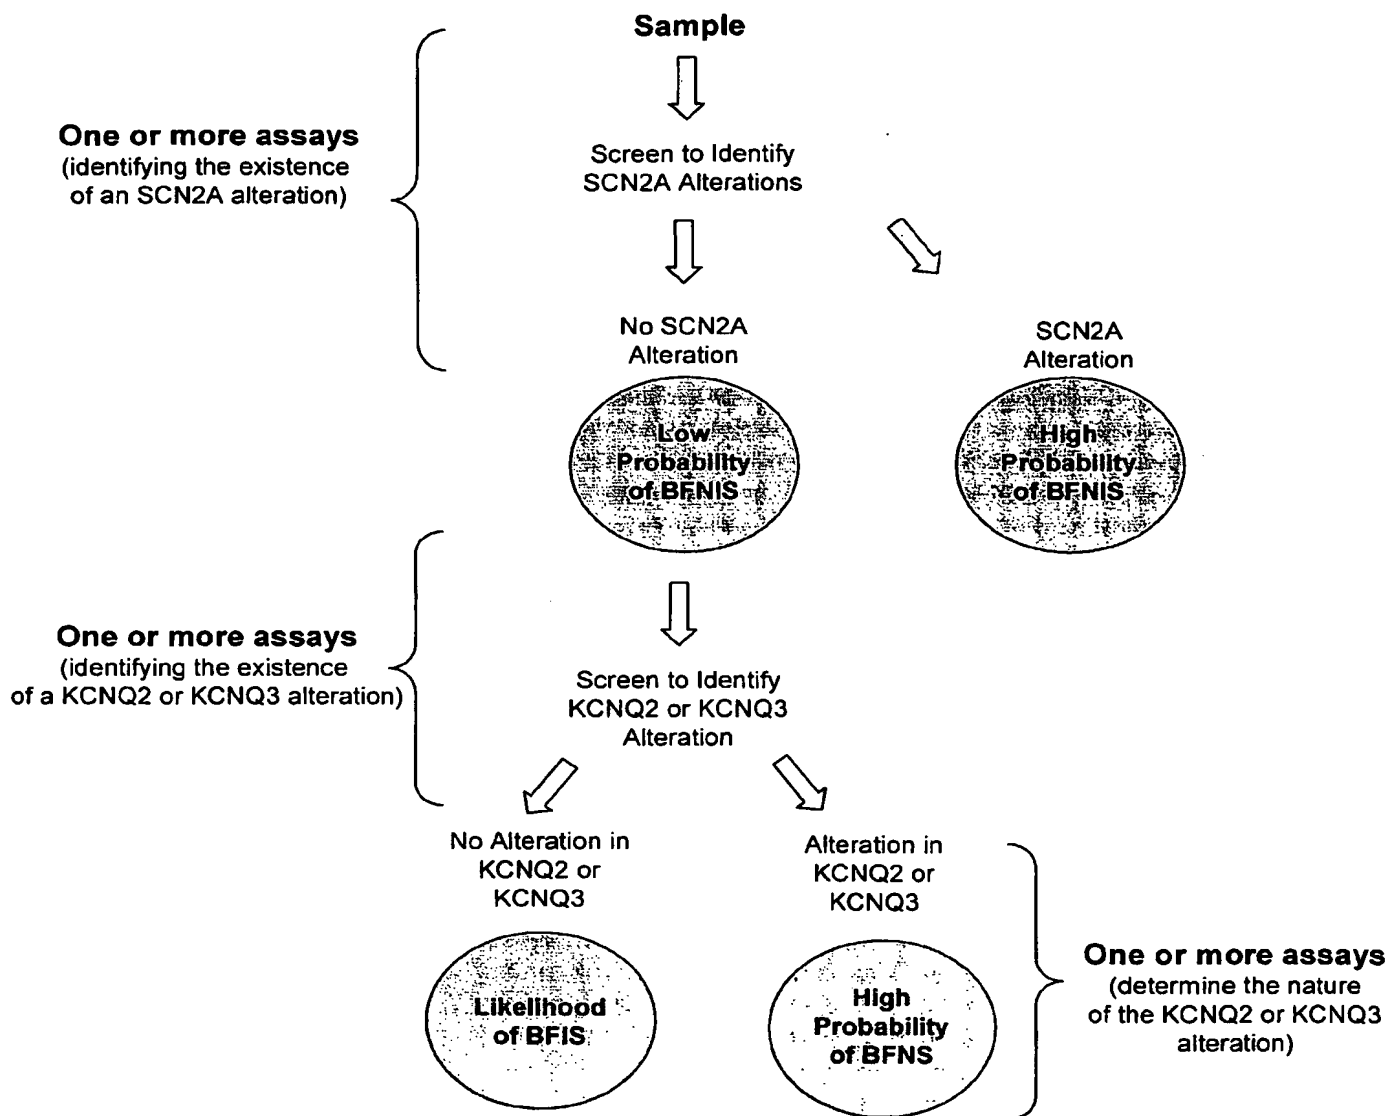 Sample
One or more assays
(identifying the existence
of an SCN2A alteration)
Screen to Identify
SCN2A Alterations
No SCN2A
Alteration
SCN2A
Alteration
Low
Probability
of BFNIS
High
Probability
of BFNIS
One or more assays
(identifying the existence
of a KCNQ2 or KCNQ3 alteration)
Screen to Identify
KCNQ2 or KCNQ3
Alteration
No Alteration in
KCNQ2 or
KCNQ3
Alteration in
KCNQ2 or
KCNQ3
Likelihood
of BFIS
High
Probability
of BFNS
One or more assays
(determine the nature
of the KCNQ2 or KCNQ3
alteration)